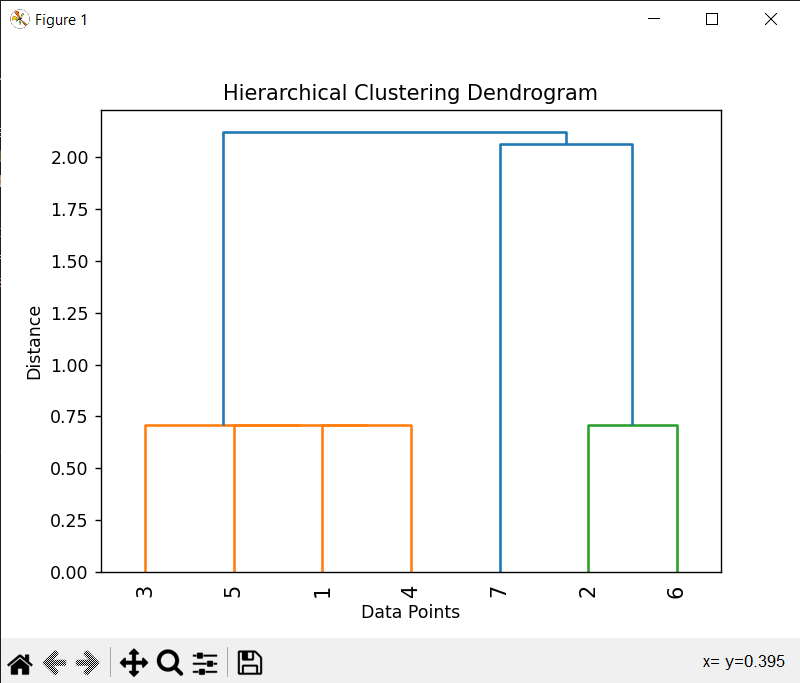 Figure 1
Hierarchical Clustering Dendrogram
Distance
2.00
1.75
1.50
1.25
1.00
0.75
0.50
0.25
0.00
3 5 1 4 7 2 6
Data Points
x= y=0.395